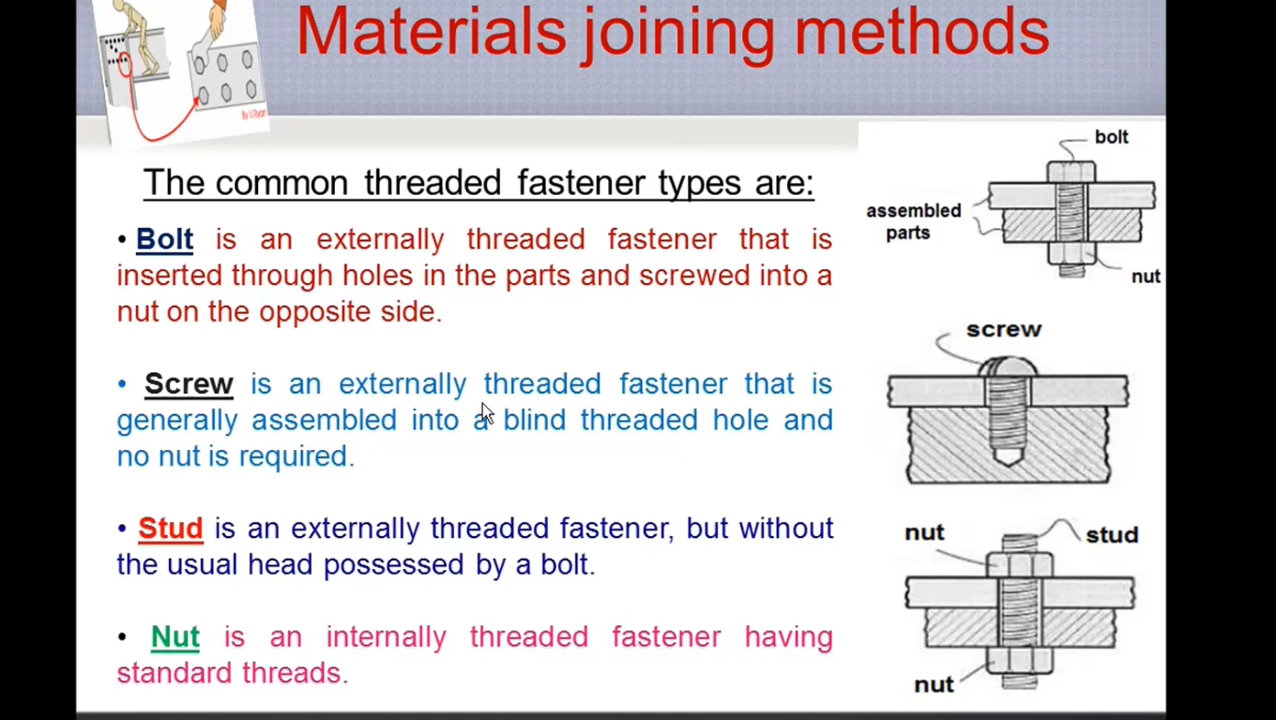 Materials joining methods
By V.Ryan
The common threaded fastener types are:
• Bolt is an externally threaded fastener that is
inserted through holes in the parts and screwed into a
nut on the opposite side.
• Screw is an externally threaded fastener that is
generally assembled into a blind threaded hole and
no nut is required.
• Stud is an externally threaded fastener, but without
the usual head possessed by a bolt.
• Nut is an internally threaded fastener having
standard threads.
bolt
assembled
parts
nut
screw
nut
stud
nut